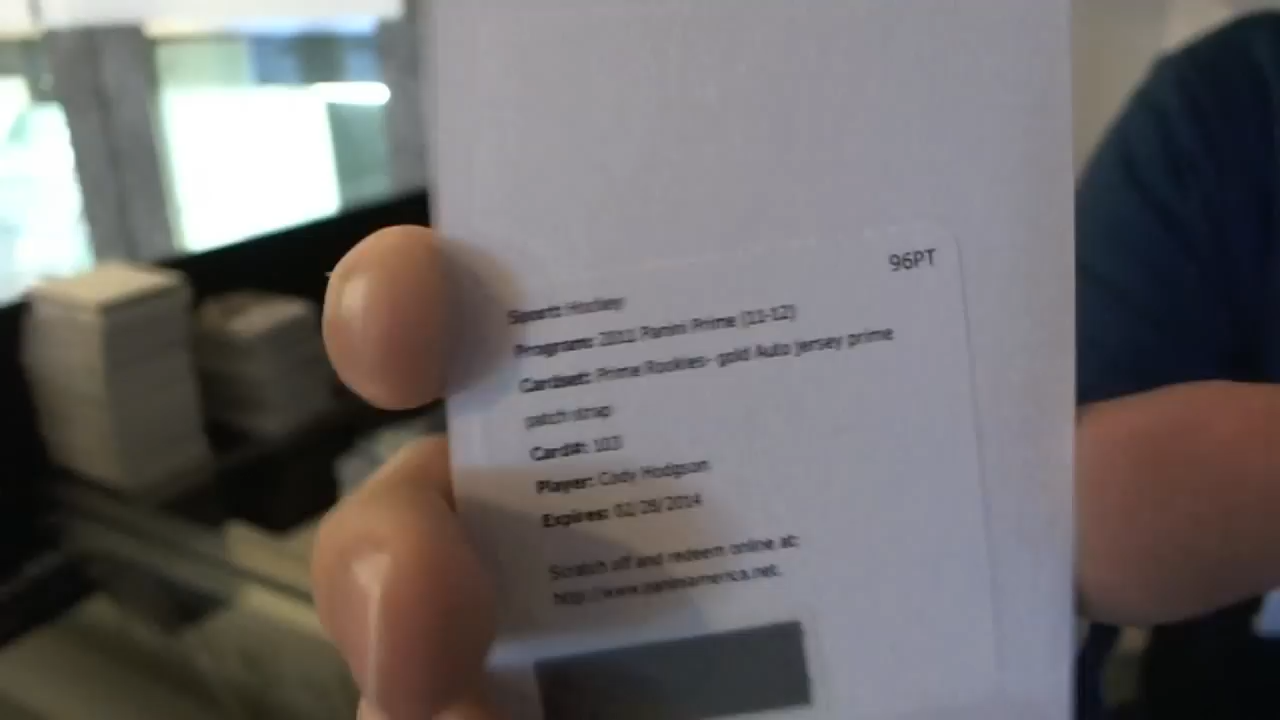 96PT
Sport: Hockey
Program: 2011 Panini Prime (11-12)
Cardset: Prime Rookies- gold Auto jersey prime
patch strap
Card#: 103
Player: Cody Hodgson
Expires: 02/28/2014
Scratch off and redeem online at:
http://www.paniniamerica.net.